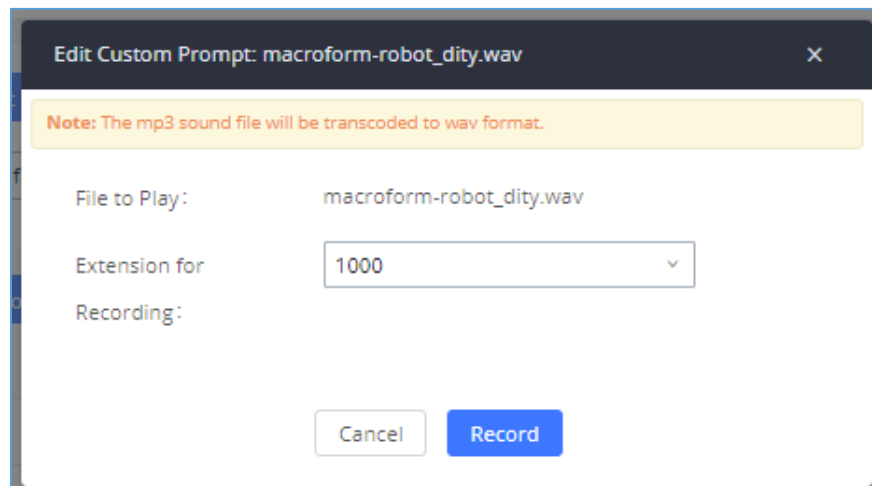 Edit Custom Prompt: macroform-robot_dity.wav
Note: The mp3 sound file will be transcoded to wav format.
File to Play: macroform-robot_dity.wav
Extension for 1000
Recording:
Cancel Record